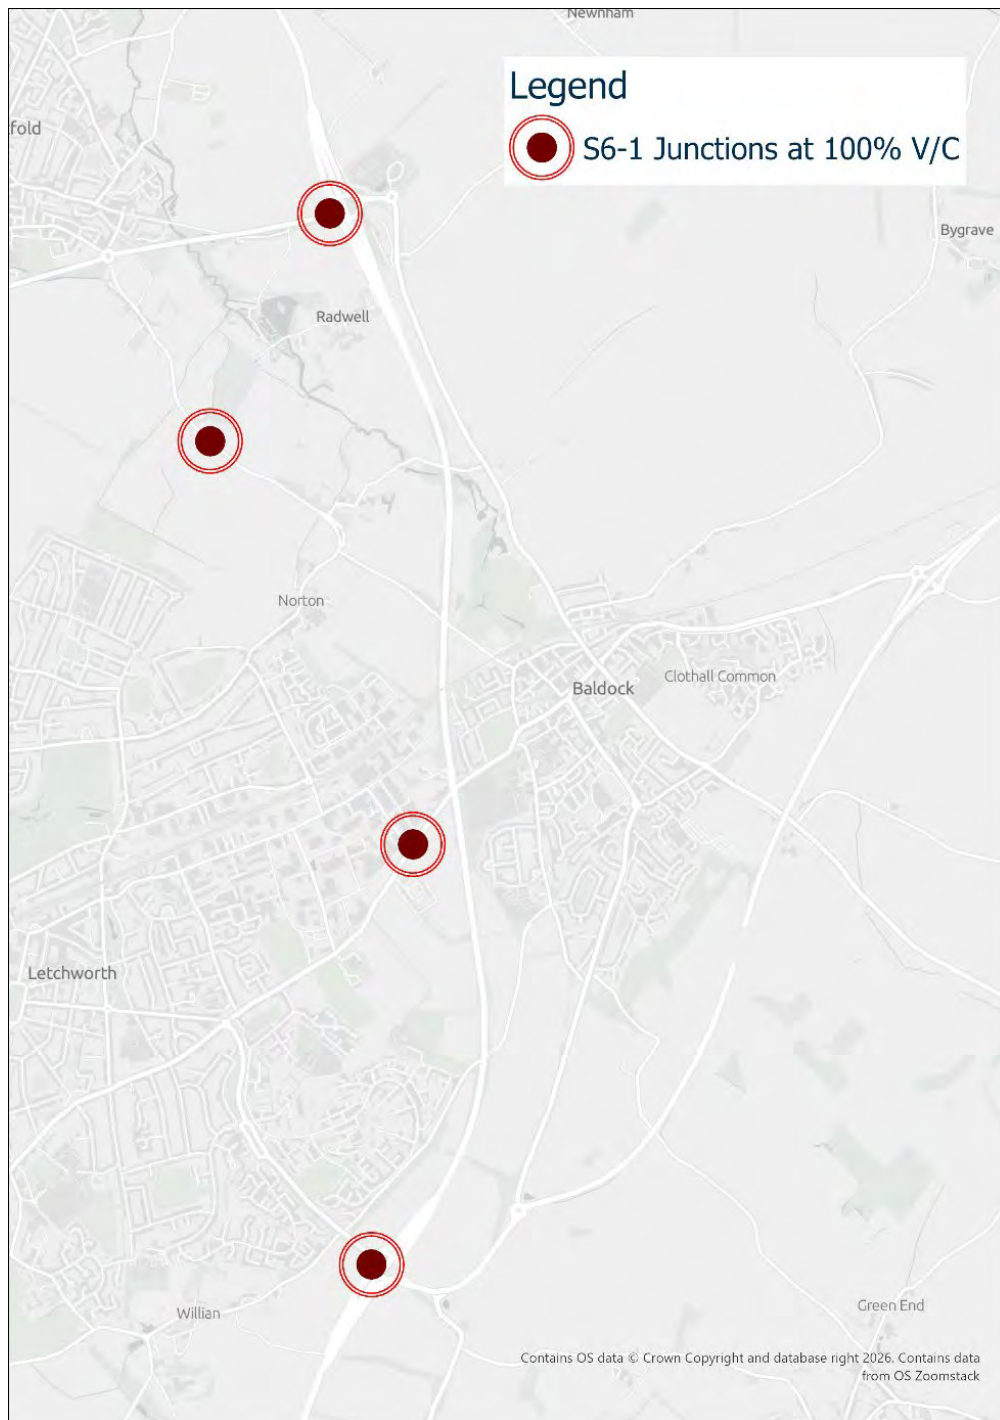 Newnham
Legend
S6-1 Junctions at 100% V/C
fold
Bygrave
Radwell
Norton
Clothall Common
Baldock
Letchworth
Green End
Willian
Contains OS data © Crown Copyright and database right 2026. Contains data
from OS Zoomstack